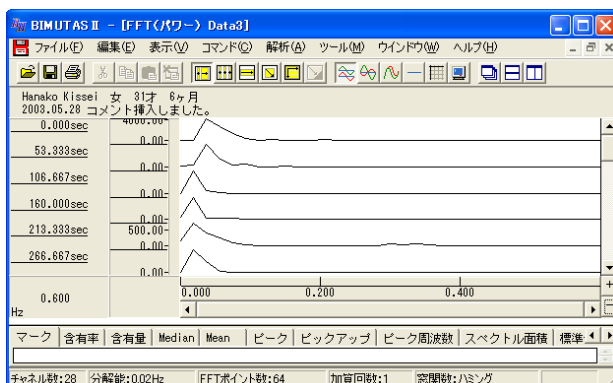 BIMUTASⅡ - [FFT(パワー) Data3]
ファイル(F) 編集(E) 表示(V) コマンド(C) 解析(A) ツール(M) ウインドウ(W) ヘルプ(H)
Hanako Kissei 女 31才 6ヶ月
2003.05.28 コメント挿入しました。
0.000sec 4000.00
0.00
53.333sec
0.00
106.667sec
0.00
160.000sec
0.00
213.333sec 500.00
0.00
266.667sec
0.00
0.600 0.000 0.200 0.400
Hz
マーク 含有率 含有量 Median Mean ピーク ピックアップ ピーク周波数 スペクトル面積 標準
チャネル数:28 分解能:0.02Hz FFTポイント数:64 加算回数:1 窓関数:ハミング